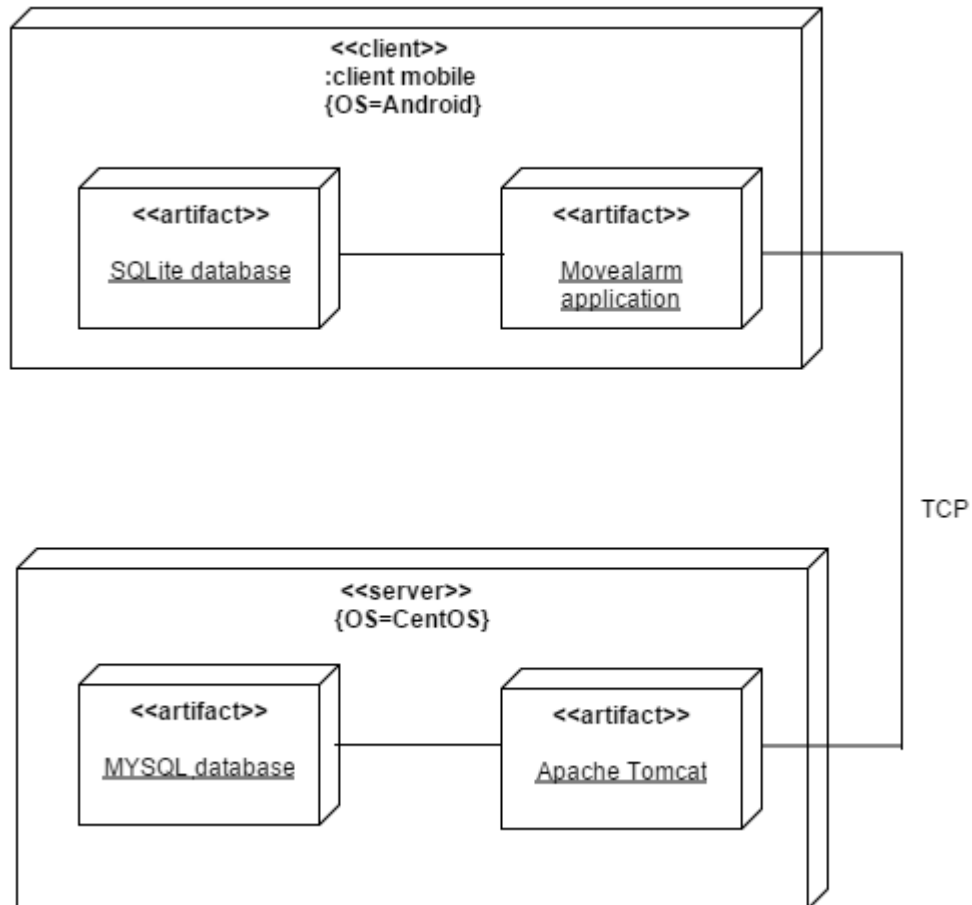 <<client>>
:client mobile
{OS=Android}
<<artifact>>
SQLite database
<<artifact>>
Movealarm
application
TCP
<<server>>
{OS=CentOS}
<<artifact>>
MYSQL database
<<artifact>>
Apache Tomcat